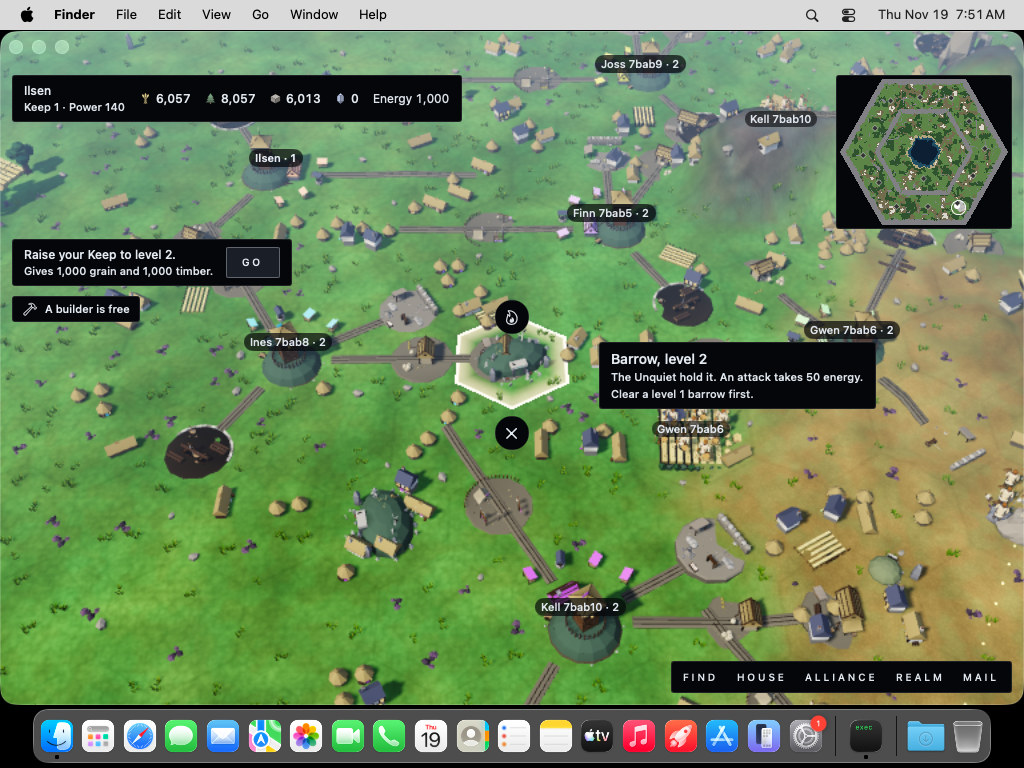 Finder File Edit View Go Window Help Thu Nov 19 7:51 AM
Joss 7bab9 · 2
Ilsen
Keep 1 · Power 140
6,057 8,057 6,013 0 Energy 1,000
Kell 7bab10
Ilsen · 1
Finn 7bab5 · 2
Raise your Keep to level 2.
Gives 1,000 grain and 1,000 timber.
GO
A builder is free
Gwen 7bab6 · 2
Ines 7bab8 · 2
Barrow, level 2
The Unquiet hold it. An attack takes 50 energy.
Clear a level 1 barrow first.
Gwen 7bab6
Kell 7bab10 · 2
FIND HOUSE ALLIANCE REALM MAIL
Thu
19
tv
1
exec